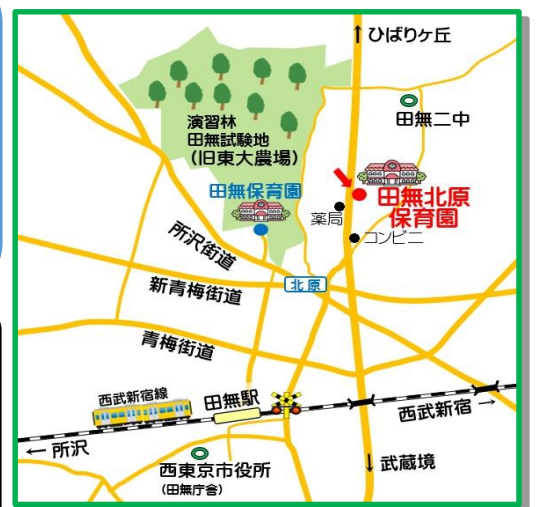 ↑ひばりヶ丘
田無二中
演習林
田無試験地
(旧東大農場)
田無保育園
田無北原
保育園
薬局
コンビニ
所沢街道
北原
新青梅街道
青梅街道
西武新宿線
田無駅
西武新宿→
←所沢
西東京市役所
(田無庁舎)
↓武蔵境